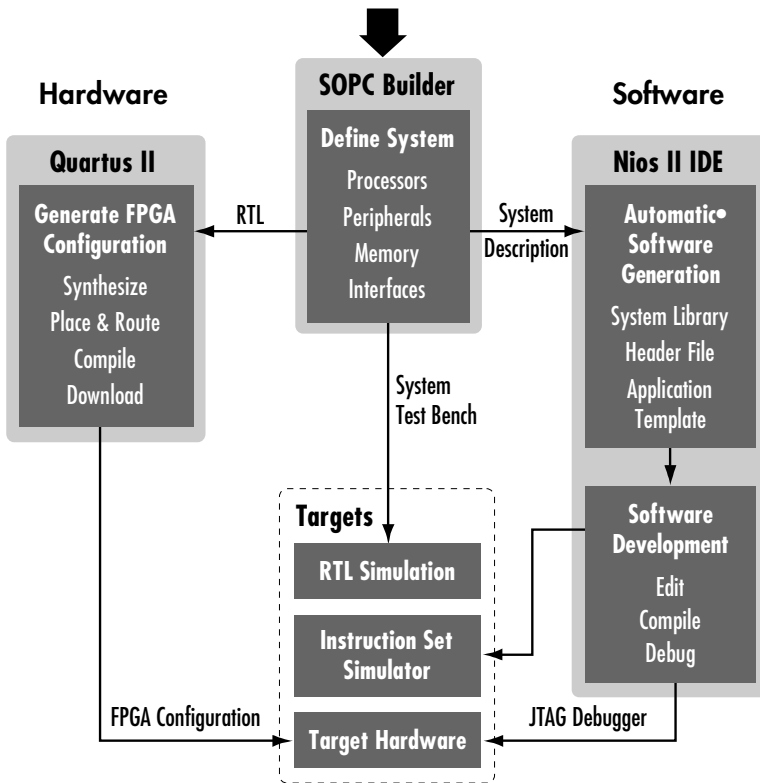 Hardware
SOPC Builder
Software
Define System
Processors
Peripherals
Memory
Interfaces
Quartus II
Generate FPGA
Configuration
Synthesize
Place & Route
Compile
Download
RTL
System
Description
Nios II IDE
Automatic•
Software
Generation
System Library
Header File
Application
Template
System
Test Bench
Software
Development
Edit
Compile
Debug
Targets
RTL Simulation
Instruction Set
Simulator
Target Hardware
FPGA Configuration
JTAG Debugger